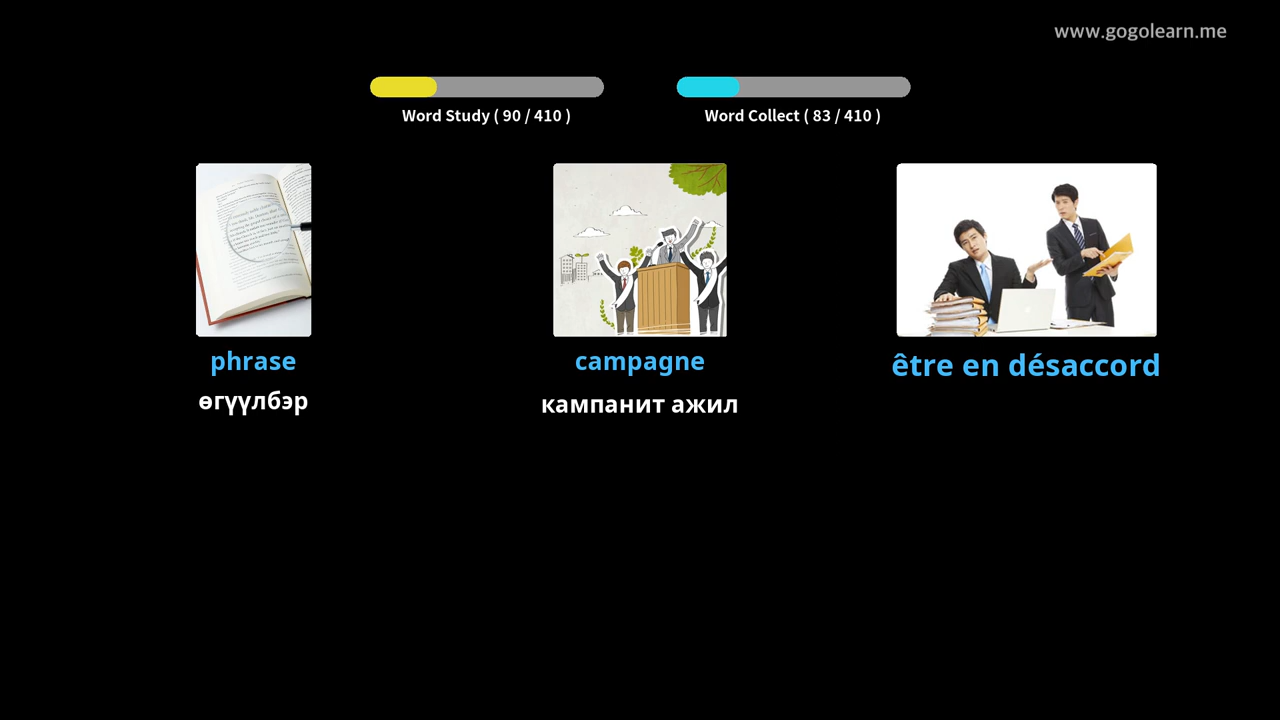 www.gogolearn.me
Word Study ( 90 / 410 )
Word Collect ( 83 / 410 )
phrase
өгүүлбэр
campagne
кампанит ажил
être en désaccord